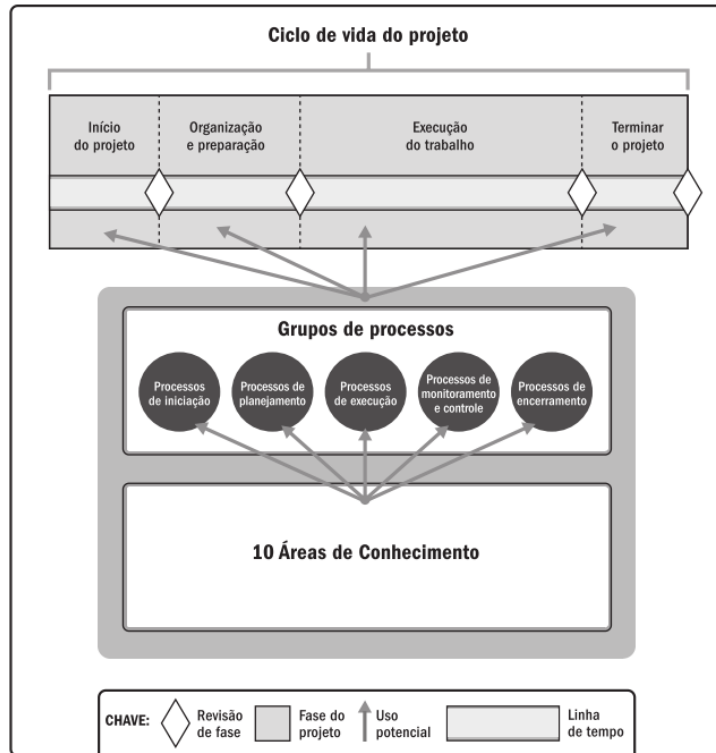 Ciclo de vida do projeto
Início
do projeto
Organização
e preparação
Execução
do trabalho
Terminar
o projeto
Grupos de processos
Processos
de iniciação
Processos de
planejamento
Processos
de execução
Processos de
monitoramento
e controle
Processos de
encerramento
10 Áreas de Conhecimento
CHAVE:
Revisão
de fase
Fase do
projeto
Uso
potencial
Linha
de tempo